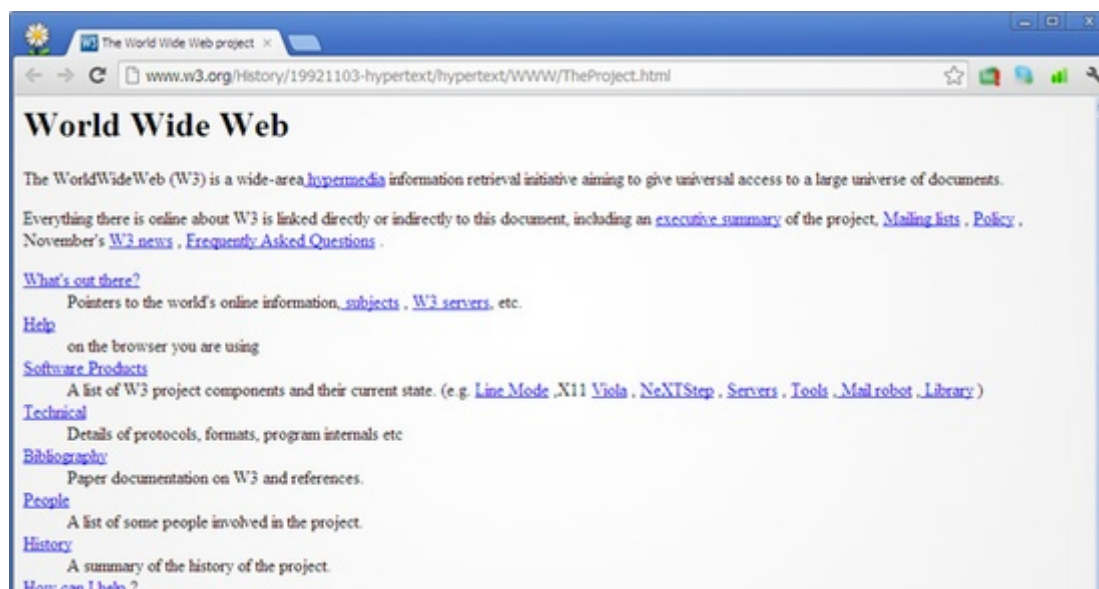 The World Wide Web project
www.w3.org/History/19921103-hypertext/hypertext/WWW/TheProject.html
World Wide Web
The WorldWideWeb (W3) is a wide-area hypermedia information retrieval initiative aiming to give universal access to a large universe of documents.
Everything there is online about W3 is linked directly or indirectly to this document, including an executive summary of the project, Mailing lists , Policy ,
November's W3 news , Frequently Asked Questions .
What's out there?
Pointers to the world's online information, subjects , W3 servers, etc.
Help
on the browser you are using
Software Products
A list of W3 project components and their current state. (e.g. Line Mode ,X11 Viola , NeXTStep , Servers , Tools , Mail robot , Library )
Technical
Details of protocols, formats, program internals etc
Bibliography
Paper documentation on W3 and references.
People
A list of some people involved in the project.
History
A summary of the history of the project.
How can I help ?